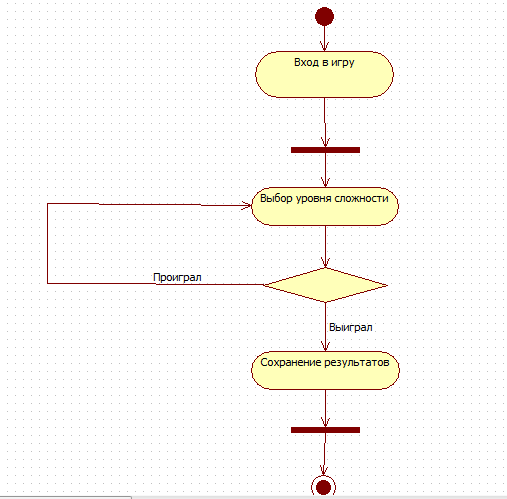 Вход в игру
Выбор уровня сложности
Проиграл
Выиграл
Сохранение результатов